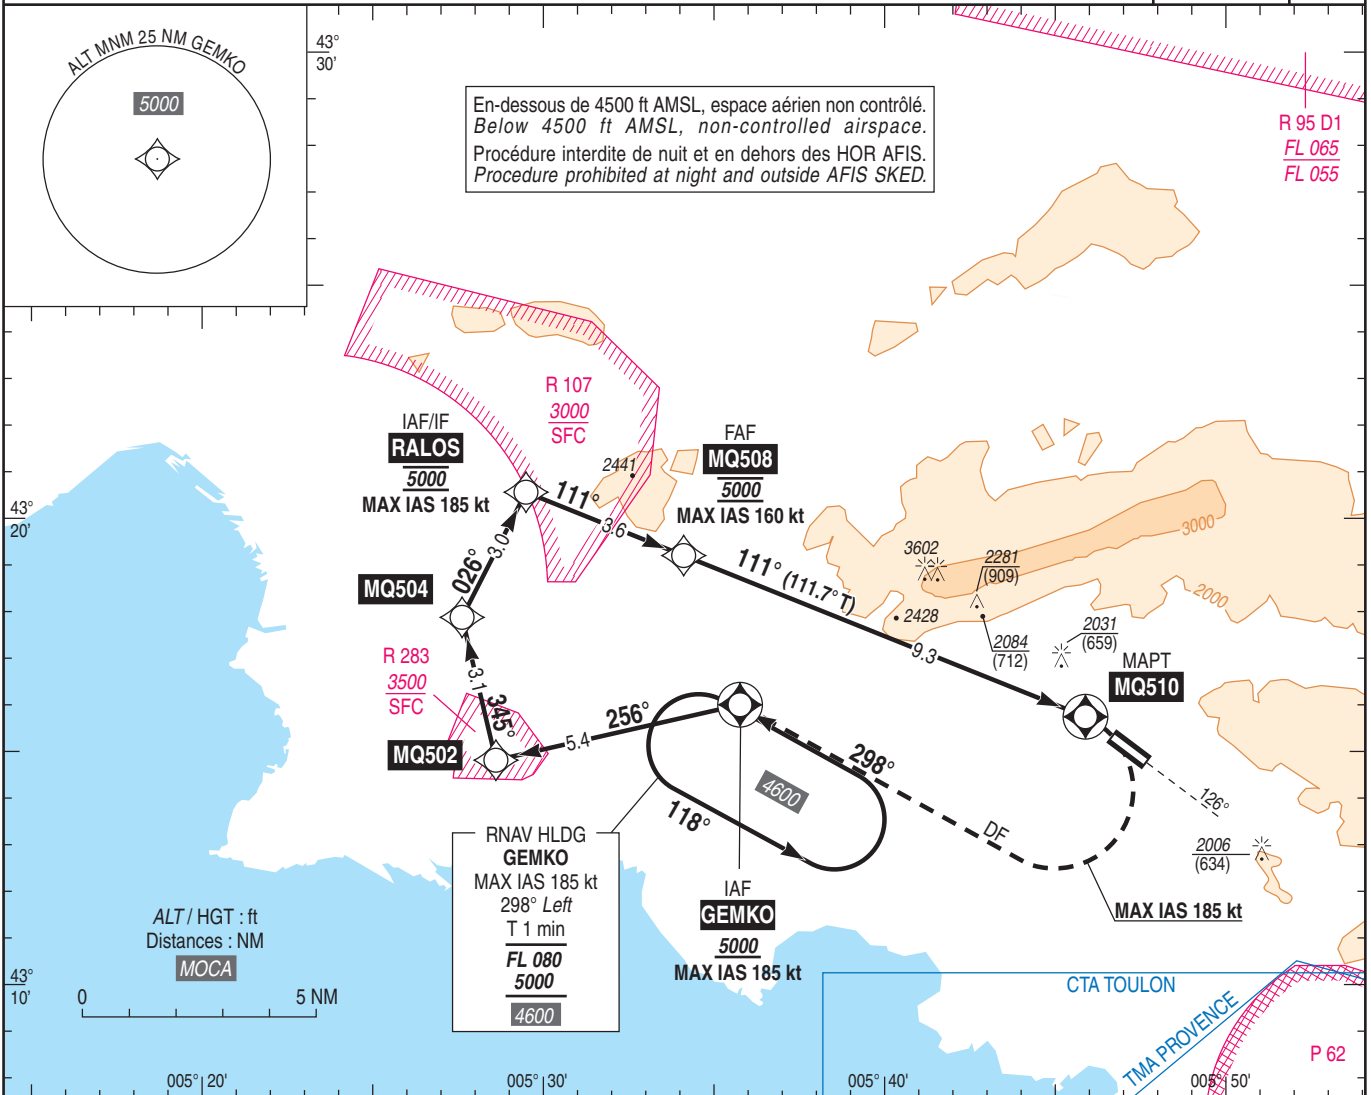 ALT MNM 25 NM GEMKO
5000
43°
30'
En-dessous de 4500 ft AMSL, espace aérien non contrôlé.
Below 4500 ft AMSL, non-controlled airspace.
Procédure interdite de nuit et en dehors des HOR AFIS.
Procedure prohibited at night and outside AFIS SKED.
R 95 D1
FL 065
FL 055
R 107
3000
SFC
IAF/IF
RALOS
5000
MAX IAS 185 kt
2441
FAF
MQ508
5000
MAX IAS 160 kt
111°
3.6
43°
20'
3.0
026°
MQ504
111° (111.7°T)
9.3
3602
2281
(909)
3000
2000
2428
2084
(712)
2031
(659)
MAPT
MQ510
R 283
3500
SFC
3.1
345°
MQ502
256°
5.4
298°
4600
118°
DF
126°
2006
(634)
MAX IAS 185 kt
RNAV HLDG
GEMKO
MAX IAS 185 kt
298° Left
T 1 min
FL 080
5000
4600
IAF
GEMKO
5000
MAX IAS 185 kt
ALT / HGT : ft
Distances : NM
MOCA
43°
10'
0
5 NM
CTA TOULON
TMA PROVENCE
P 62
005° 20'
005° 30'
005° 40'
005° 50'